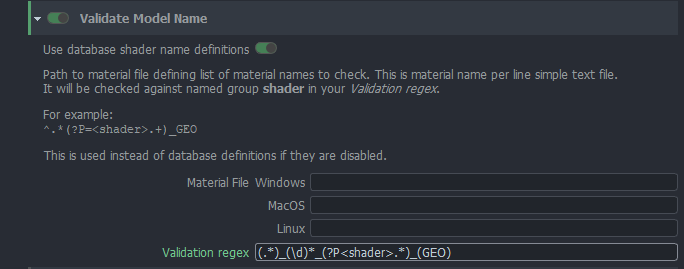 Validate Model Name
Use database shader name definitions
Path to material file defining list of material names to check. This is material name per line simple text file.
It will be checked against named group shader in your Validation regex.
For example:
^.*(?P=<shader>.+)_GEO
This is used instead of database definitions if they are disabled.
Material File Windows
MacOS
Linux
Validation regex (.*)_(\d)*_(?P<shader>.*)_(GEO)